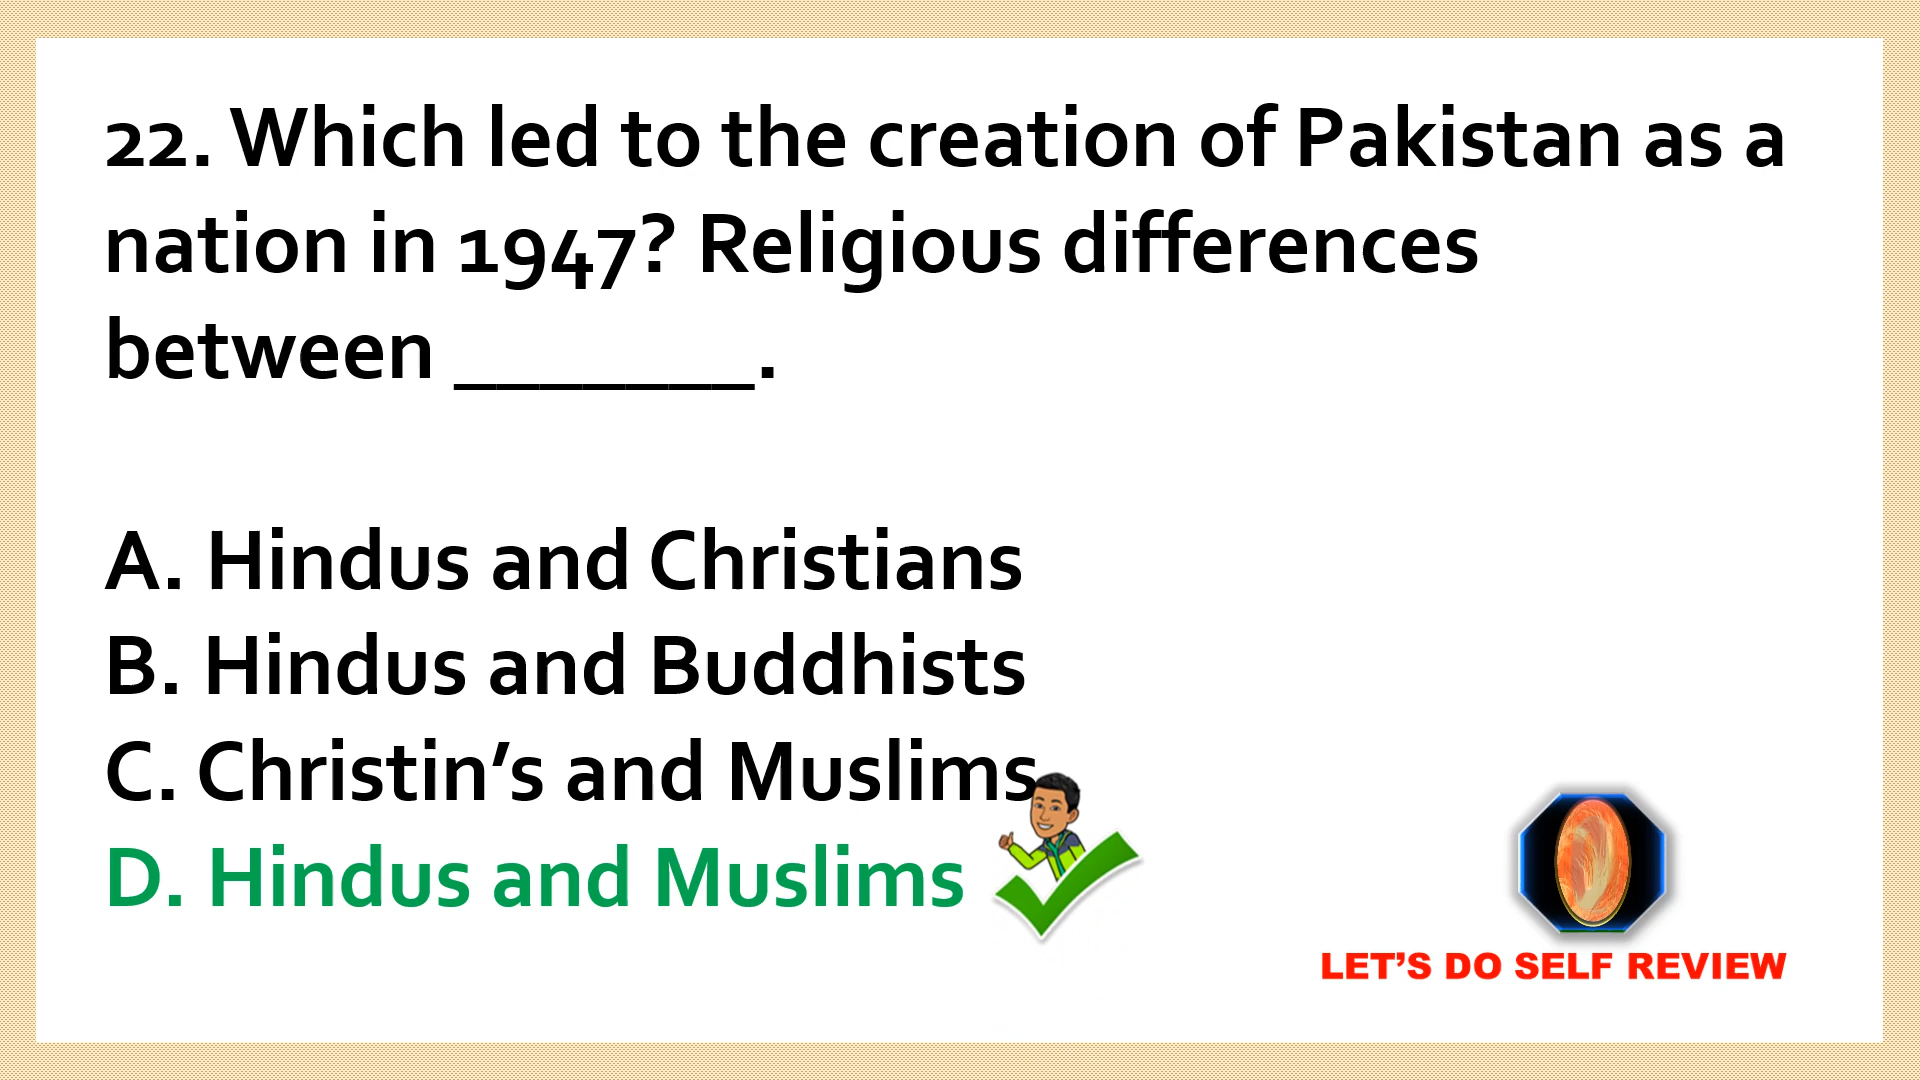 22. Which led to the creation of Pakistan as a
nation in 1947? Religious differences
between _______.
A. Hindus and Christians
B. Hindus and Buddhists
C. Christin’s and Muslims
D. Hindus and Muslims
LET’S DO SELF REVIEW